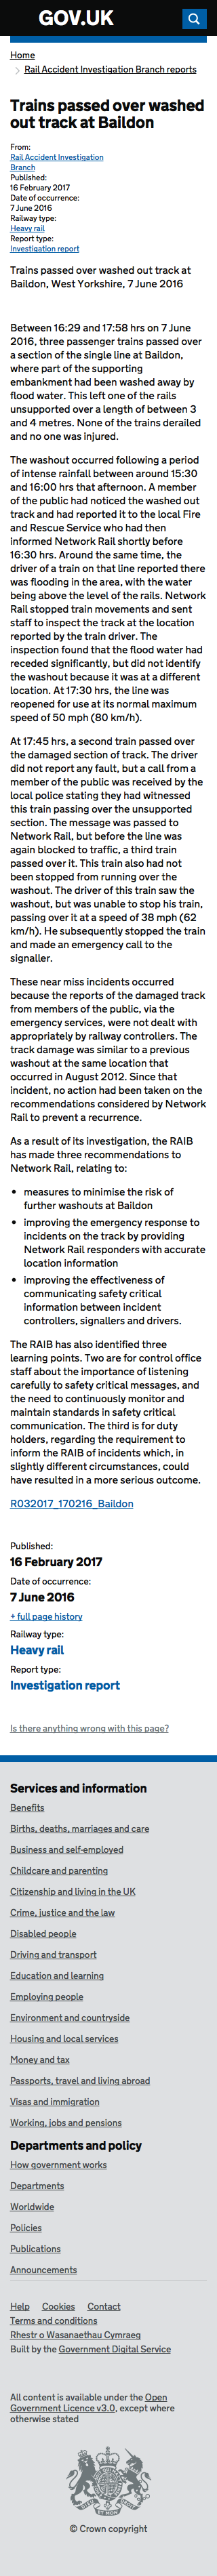 GOV.UK
Home
Rail Accident Investigation Branch reports
Trains passed over washed
out track at Baildon
From:
Rail Accident Investigation
Branch
Published:
16 February 2017
Date of occurrence:
7 June 2016
Railway type:
Heavy rail
Report type:
Investigation report
Trains passed over washed out track at
Baildon, West Yorkshire, 7 June 2016
Between 16:29 and 17:58 hrs on 7 June
2016, three passenger trains passed over
a section of the single line at Baildon,
where part of the supporting
embankment had been washed away by
flood water. This left one of the rails
unsupported over a length of between 3
and 4 metres. None of the trains derailed
and no one was injured.
The washout occurred following a period
of intense rainfall between around 15:30
and 16:00 hrs that afternoon. A member
of the public had noticed the washed out
track and had reported it to the local Fire
and Rescue Service who had then
informed Network Rail shortly before
16:30 hrs. Around the same time, the
driver of a train on that line reported there
was flooding in the area, with the water
being above the level of the rails. Network
Rail stopped train movements and sent
staff to inspect the track at the location
reported by the train driver. The
inspection found that the flood water had
receded significantly, but did not identify
the washout because it was at a different
location. At 17:30 hrs, the line was
reopened for use at its normal maximum
speed of 50 mph (80 km/h).
At 17:45 hrs, a second train passed over
the damaged section of track. The driver
did not report any fault, but a call from a
member of the public was received by the
local police stating they had witnessed
this train passing over the unsupported
section. The message was passed to
Network Rail, but before the line was
again blocked to traffic, a third train
passed over it. This train also had not
been stopped from running over the
washout. The driver of this train saw the
washout, but was unable to stop his train,
passing over it at a speed of 38 mph (62
km/h). He subsequently stopped the train
and made an emergency call to the
signaller.
These near miss incidents occurred
because the reports of the damaged track
from members of the public, via the
emergency services, were not dealt with
appropriately by railway controllers. The
track damage was similar to a previous
washout at the same location that
occurred in August 2012. Since that
incident, no action had been taken on the
recommendations considered by Network
Rail to prevent a recurrence.
As a result of its investigation, the RAIB
has made three recommendations to
Network Rail, relating to:
• measures to minimise the risk of
further washouts at Baildon
• improving the emergency response to
incidents on the track by providing
Network Rail responders with accurate
location information
• improving the effectiveness of
communicating safety critical
information between incident
controllers, signallers and drivers.
The RAIB has also identified three
learning points. Two are for control office
staff about the importance of listening
carefully to safety critical messages, and
the need to continuously monitor and
maintain standards in safety critical
communication. The third is for duty
holders, regarding the requirement to
inform the RAIB of incidents which, in
slightly different circumstances, could
have resulted in a more serious outcome.
R032017_170216_Baildon
Published:
16 February 2017
Date of occurrence:
7 June 2016
+ full page history
Railway type:
Heavy rail
Report type:
Investigation report
Is there anything wrong with this page?
Services and information
Benefits
Births, deaths, marriages and care
Business and self-employed
Childcare and parenting
Citizenship and living in the UK
Crime, justice and the law
Disabled people
Driving and transport
Education and learning
Employing people
Environment and countryside
Housing and local services
Money and tax
Passports, travel and living abroad
Visas and immigration
Working, jobs and pensions
Departments and policy
How government works
Departments
Worldwide
Policies
Publications
Announcements
Help Cookies Contact
Terms and conditions
Rhestr o Wasanaethau Cymraeg
Built by the Government Digital Service
All content is available under the Open
Government Licence v3.0, except where
otherwise stated
© Crown copyright